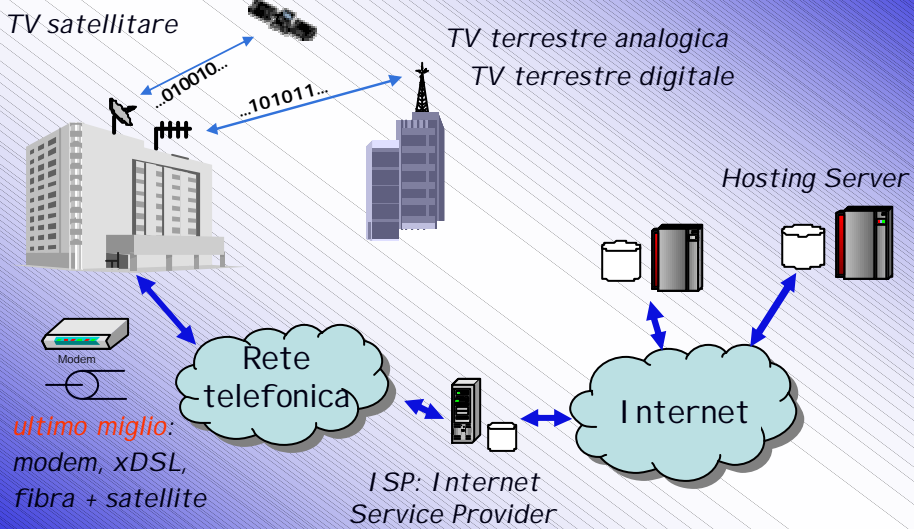 TV satellitare
TV terrestre analogica
TV terrestre digitale
...010010...
...101011...
Hosting Server
Modem
Rete
telefonica
Internet
ultimo miglio:
modem, xDSL,
fibra + satellite
ISP: Internet
Service Provider